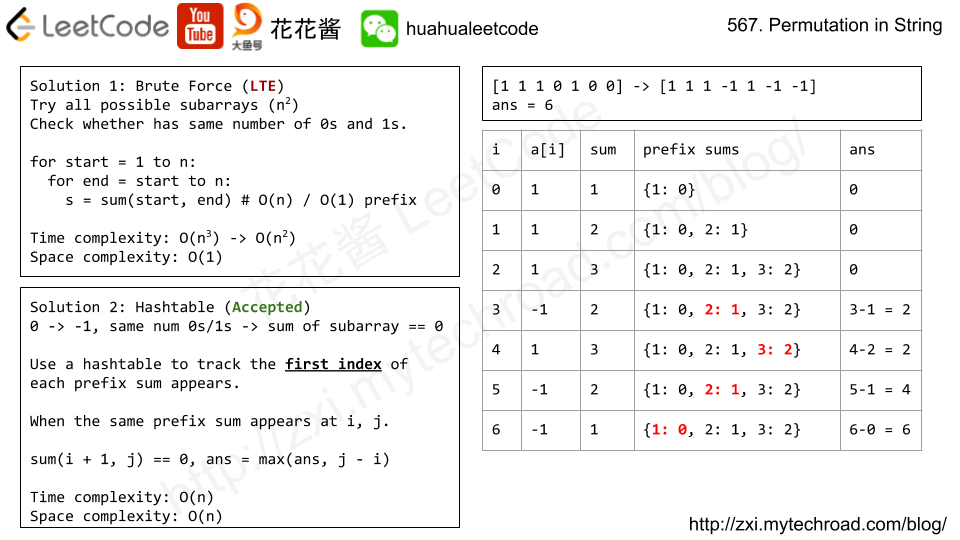 LeetCode
You
Tube
大鱼号
花花酱
huahualeetcode
567. Permutation in String
Solution 1: Brute Force (LTE)
Try all possible subarrays (n²)
Check whether has same number of 0s and 1s.
for start = 1 to n:
for end = start to n:
s = sum(start, end) # O(n) / O(1) prefix
Time complexity: O(n³) -> O(n²)
Space complexity: O(1)
Solution 2: Hashtable (Accepted)
0 -> -1, same num 0s/1s -> sum of subarray == 0
Use a hashtable to track the first index of
each prefix sum appears.
When the same prefix sum appears at i, j.
sum(i + 1, j) == 0, ans = max(ans, j - i)
Time complexity: O(n)
Space complexity: O(n)
[1 1 1 0 1 0 0] -> [1 1 1 -1 1 -1 -1]
ans = 6
i a[i] sum prefix sums ans
0 1 1 {1: 0} 0
1 1 2 {1: 0, 2: 1} 0
2 1 3 {1: 0, 2: 1, 3: 2} 0
3 -1 2 {1: 0, 2: 1, 3: 2} 3-1 = 2
4 1 3 {1: 0, 2: 1, 3: 2} 4-2 = 2
5 -1 2 {1: 0, 2: 1, 3: 2} 5-1 = 4
6 -1 1 {1: 0, 2: 1, 3: 2} 6-0 = 6
花花酱 LeetCode
http://zxi.mytechroad.com/blog/
http://zxi.mytechroad.com/blog/